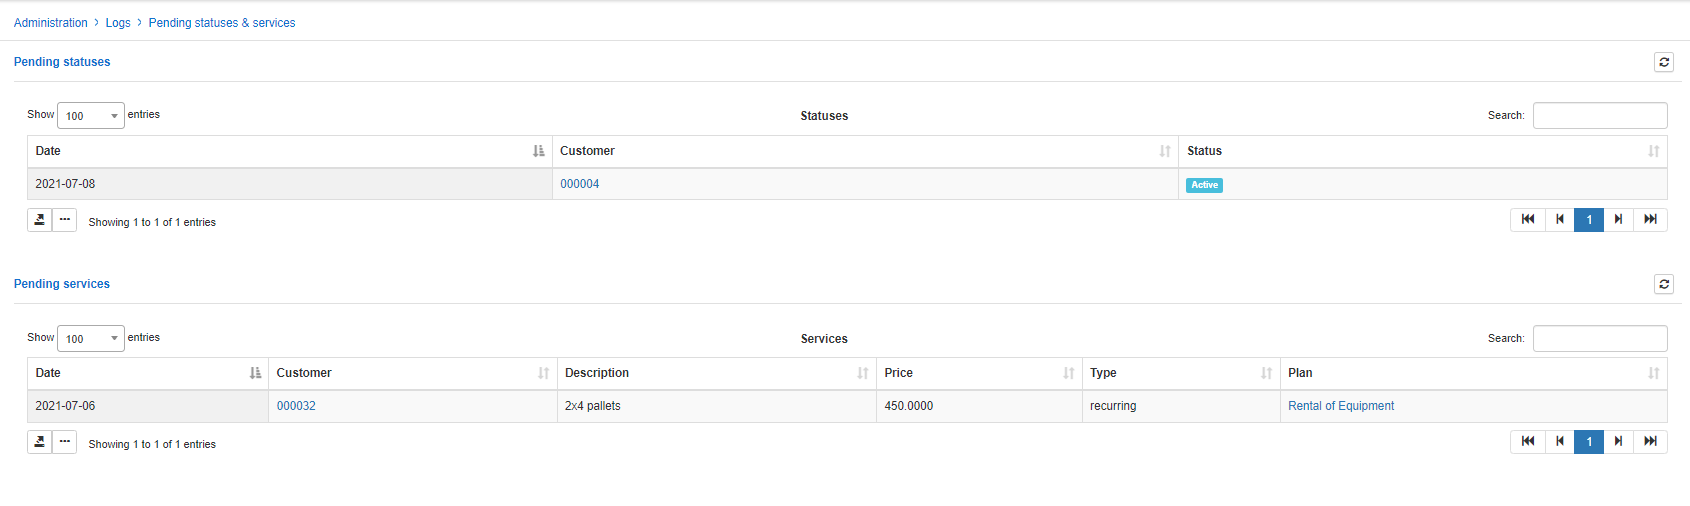 Administration > Logs > Pending statuses & services
Pending statuses
Show 100 entries Statuses Search:
Date Customer Status
2021-07-08 000004 Active
... Showing 1 to 1 of 1 entries 1
Pending services
Show 100 entries Services Search:
Date Customer Description Price Type Plan
2021-07-06 000032 2x4 pallets 450.0000 recurring Rental of Equipment
... Showing 1 to 1 of 1 entries 1